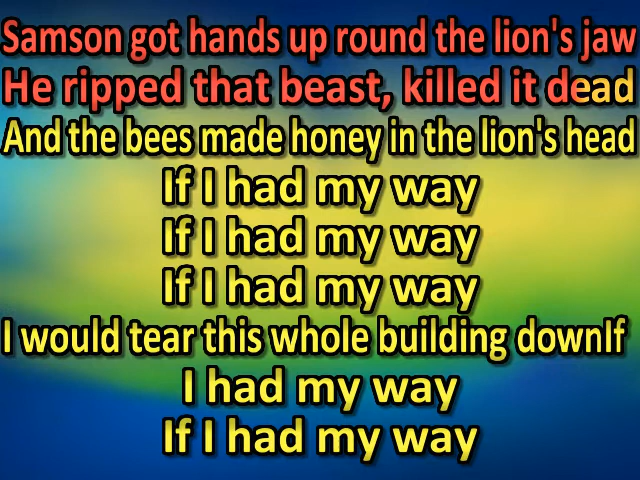 Samson got hands up round the lion's jaw
He ripped that beast, killed it dead
And the bees made honey in the lion's head
If I had my way
If I had my way
If I had my way
I would tear this whole building downIf
I had my way
If I had my way